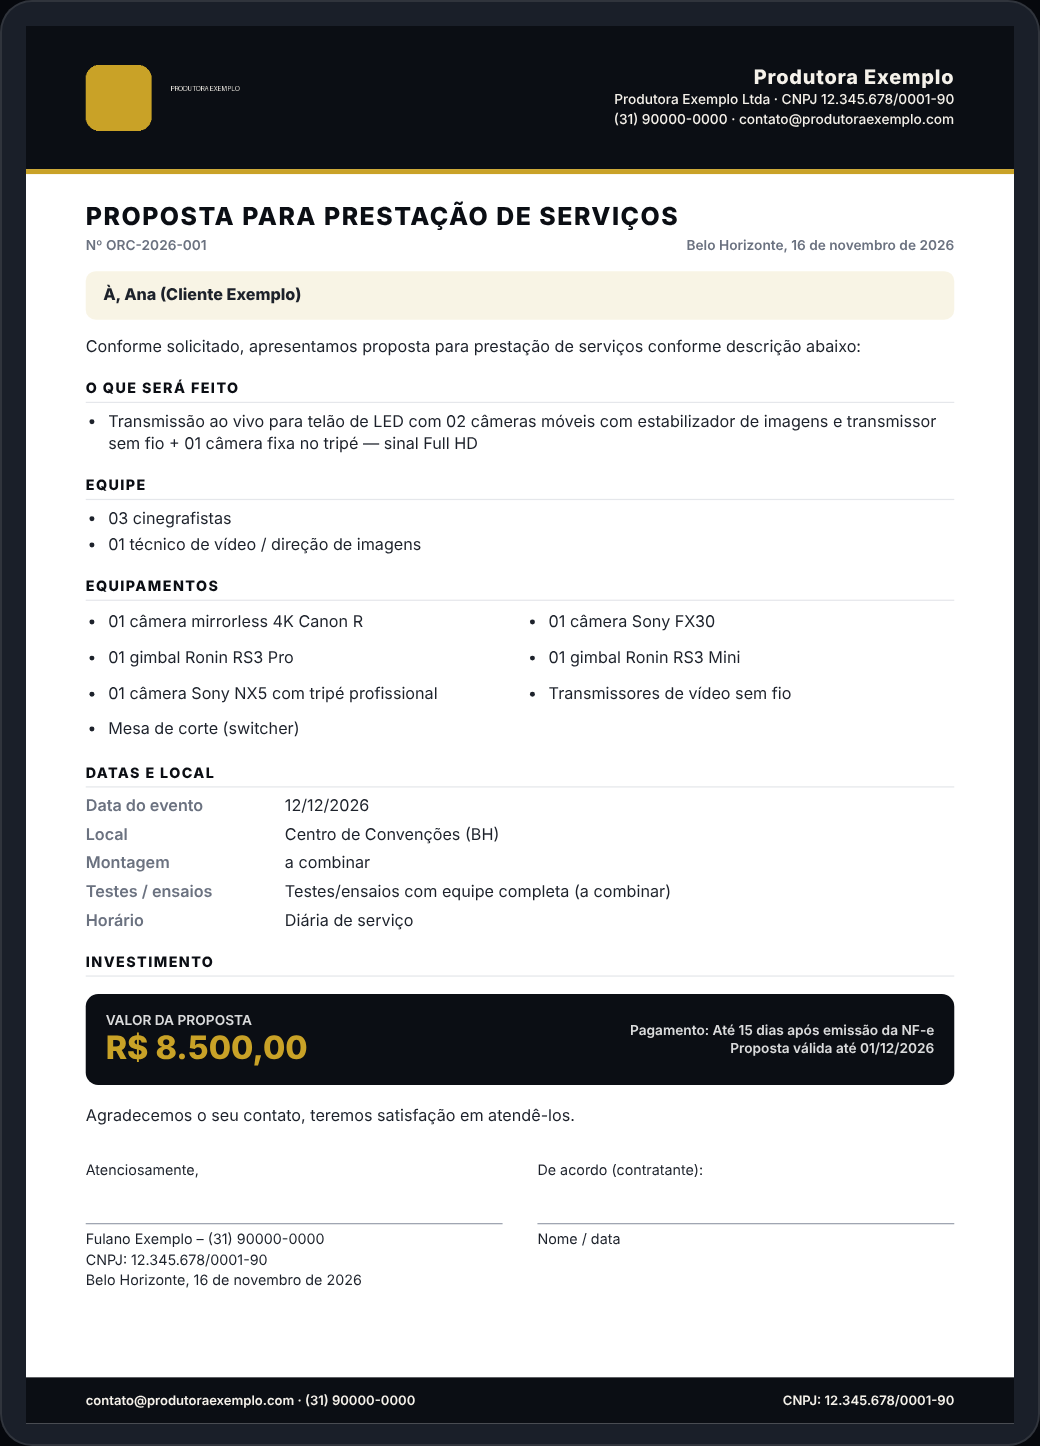 PRODUTORA EXEMPLO
Produtora Exemplo
Produtora Exemplo Ltda · CNPJ 12.345.678/0001-90
(31) 90000-0000 · contato@produtoraexemplo.com
PROPOSTA PARA PRESTAÇÃO DE SERVIÇOS
Nº ORC-2026-001
Belo Horizonte, 16 de novembro de 2026
À, Ana (Cliente Exemplo)
Conforme solicitado, apresentamos proposta para prestação de serviços conforme descrição abaixo:
O QUE SERÁ FEITO
• Transmissão ao vivo para telão de LED com 02 câmeras móveis com estabilizador de imagens e transmissor
sem fio + 01 câmera fixa no tripé — sinal Full HD
EQUIPE
• 03 cinegrafistas
• 01 técnico de vídeo / direção de imagens
EQUIPAMENTOS
• 01 câmera mirrorless 4K Canon R
• 01 câmera Sony FX30
• 01 gimbal Ronin RS3 Pro
• 01 gimbal Ronin RS3 Mini
• 01 câmera Sony NX5 com tripé profissional
• Transmissores de vídeo sem fio
• Mesa de corte (switcher)
DATAS E LOCAL
Data do evento 12/12/2026
Local Centro de Convenções (BH)
Montagem a combinar
Testes / ensaios Testes/ensaios com equipe completa (a combinar)
Horário Diária de serviço
INVESTIMENTO
VALOR DA PROPOSTA
R$ 8.500,00
Pagamento: Até 15 dias após emissão da NF-e
Proposta válida até 01/12/2026
Agradecemos o seu contato, teremos satisfação em atendê-los.
Atenciosamente,
Fulano Exemplo – (31) 90000-0000
CNPJ: 12.345.678/0001-90
Belo Horizonte, 16 de novembro de 2026
De acordo (contratante):
Nome / data
contato@produtoraexemplo.com · (31) 90000-0000
CNPJ: 12.345.678/0001-90